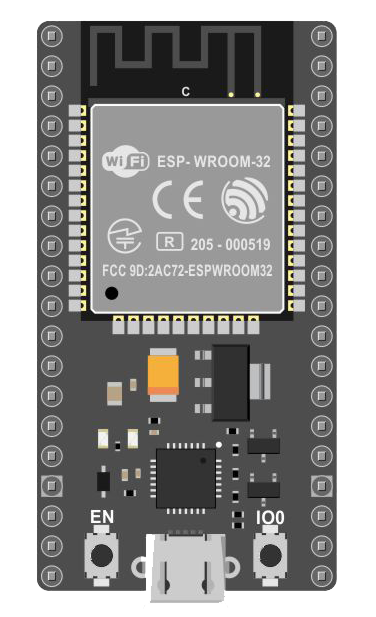 C
WiFi ESP- WROOM-32
CE
R 205 - 000519
FCC 9D:2AC72-ESPWROOM32
EN
IO0